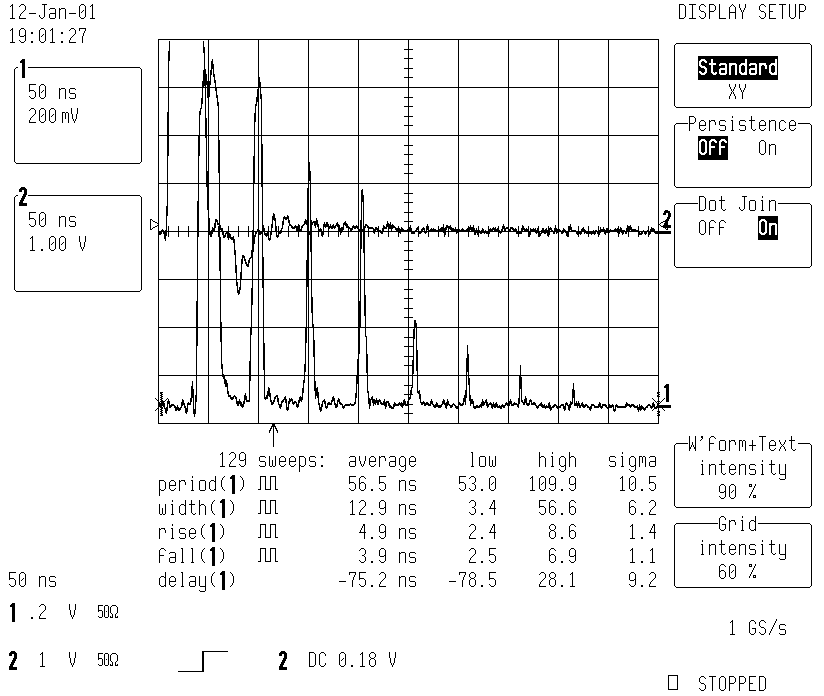 12-Jan-01
19:01:27
1
50 ns
200 mV
2
50 ns
1.00 V
2
1
DISPLAY SETUP
Standard
XY
Persistence
Off On
Dot Join
Off On
W'form+Text
intensity
90 %
Grid
intensity
60 %
129 sweeps: average low high sigma
period(1) 56.5 ns 53.0 109.9 10.5
width(1) 12.9 ns 3.4 56.6 6.2
rise(1) 4.9 ns 2.4 8.6 1.4
fall(1) 3.9 ns 2.5 6.9 1.1
delay(1) -75.2 ns -78.5 28.1 9.2
50 ns
1 .2 V 50Ω
2 1 V 50Ω
2 DC 0.18 V
1 GS/s
STOPPED